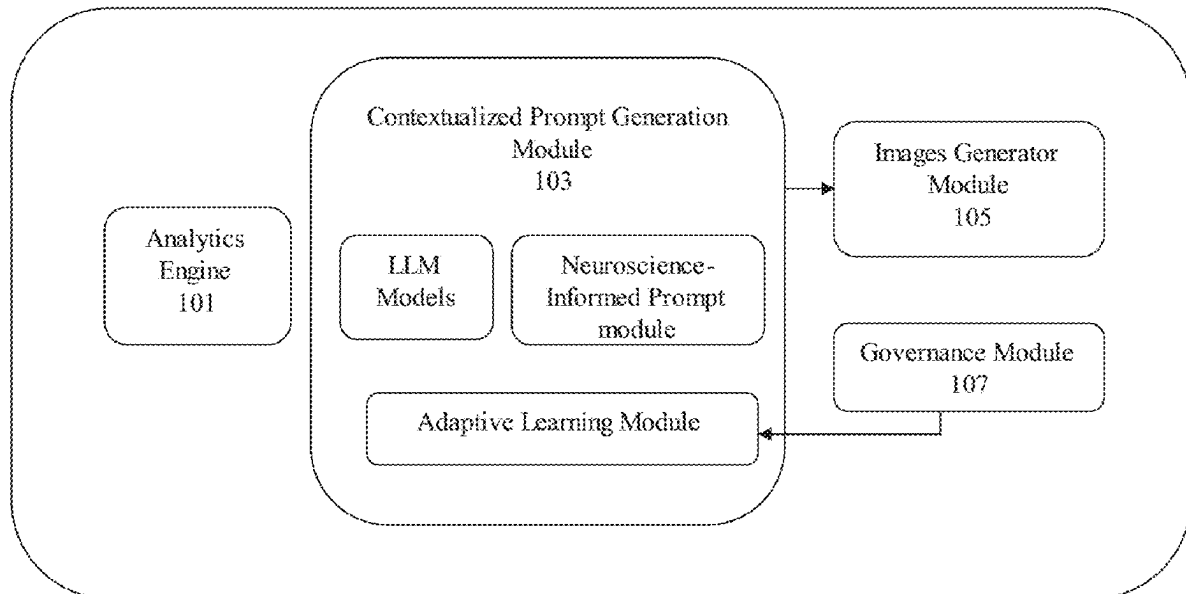 Contextualized Prompt Generation
Module
103
Images Generator
Module
105
Analytics
Engine
101
LLM
Models
Neuroscience-
Informed Prompt
module
Governance Module
107
Adaptive Learning Module